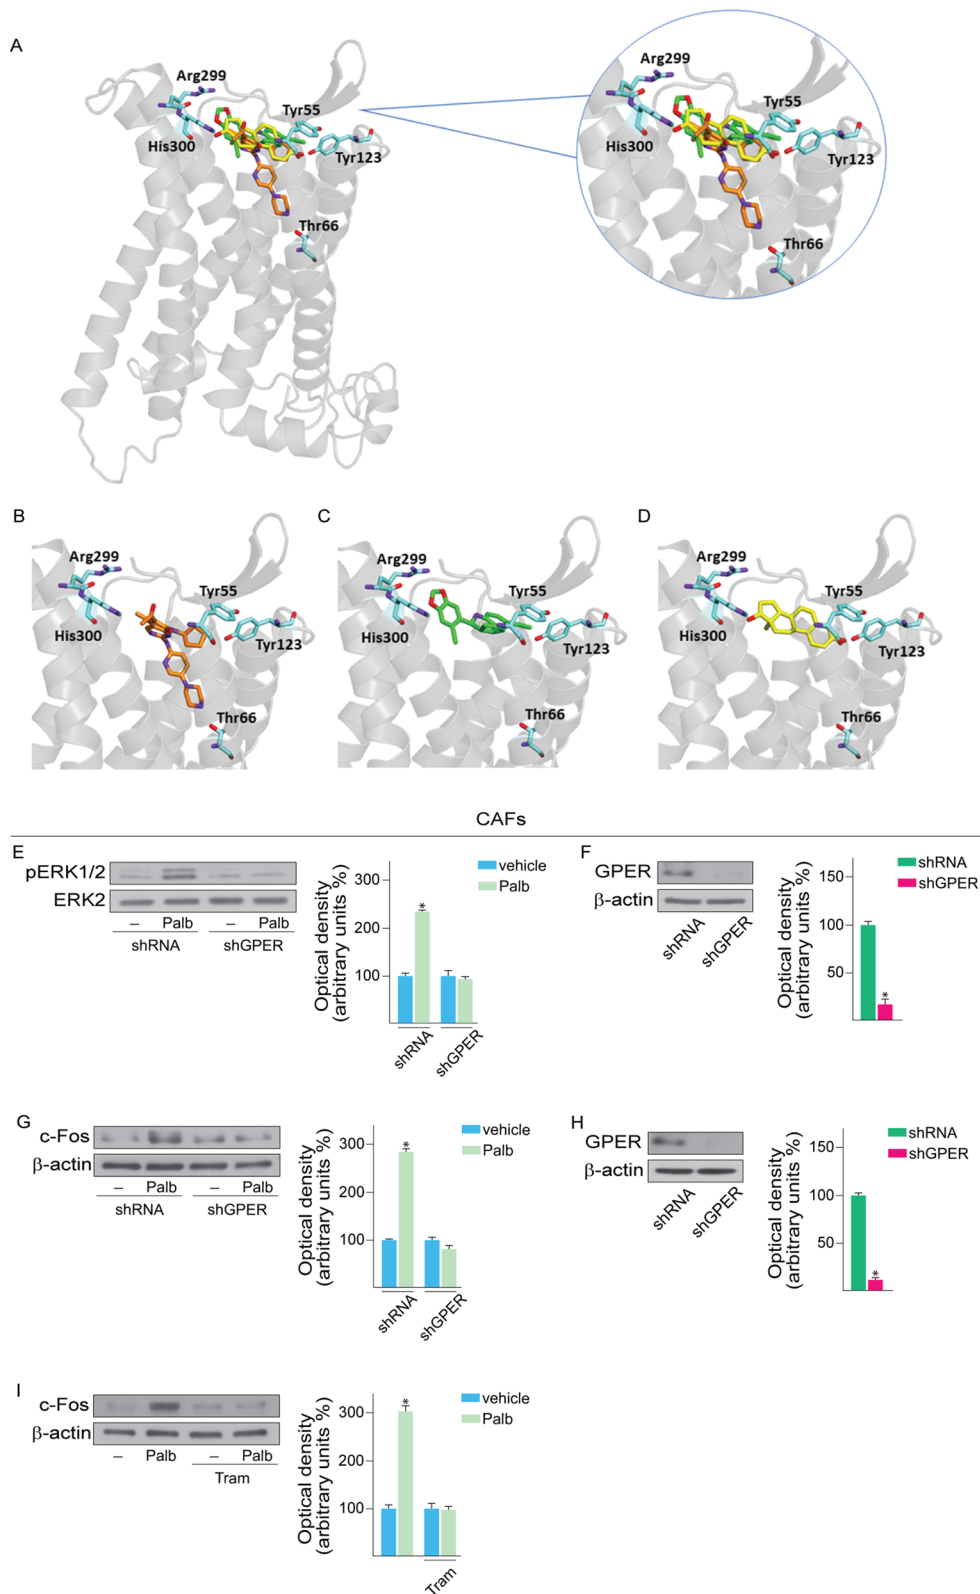 A
Arg299
His300
Tyr55
Tyr123
Thr66
Arg299
His300
Tyr55
Tyr123
Thr66
B
Arg299
His300
Tyr55
Tyr123
Thr66
C
Arg299
His300
Tyr55
Tyr123
Thr66
D
Arg299
His300
Tyr55
Tyr123
Thr66
CAFs
E
pERK1/2
ERK2
– Palb – Palb
shRNA shGPER
Optical density
(arbitrary units %)
300
200
100
vehicle
Palb
*
shRNA
shGPER
F
GPER
β-actin
shRNA
shGPER
Optical density
(arbitrary units %)
150
100
50
shRNA
shGPER
*
G
c-Fos
β-actin
– Palb – Palb
shRNA shGPER
Optical density
(arbitrary units %)
300
200
100
vehicle
Palb
*
shRNA
shGPER
H
GPER
β-actin
shRNA
shGPER
Optical density
(arbitrary units %)
150
100
50
shRNA
shGPER
*
I
c-Fos
β-actin
– Palb – Palb
Tram
Optical density
(arbitrary units %)
300
200
100
vehicle
Palb
*
Tram